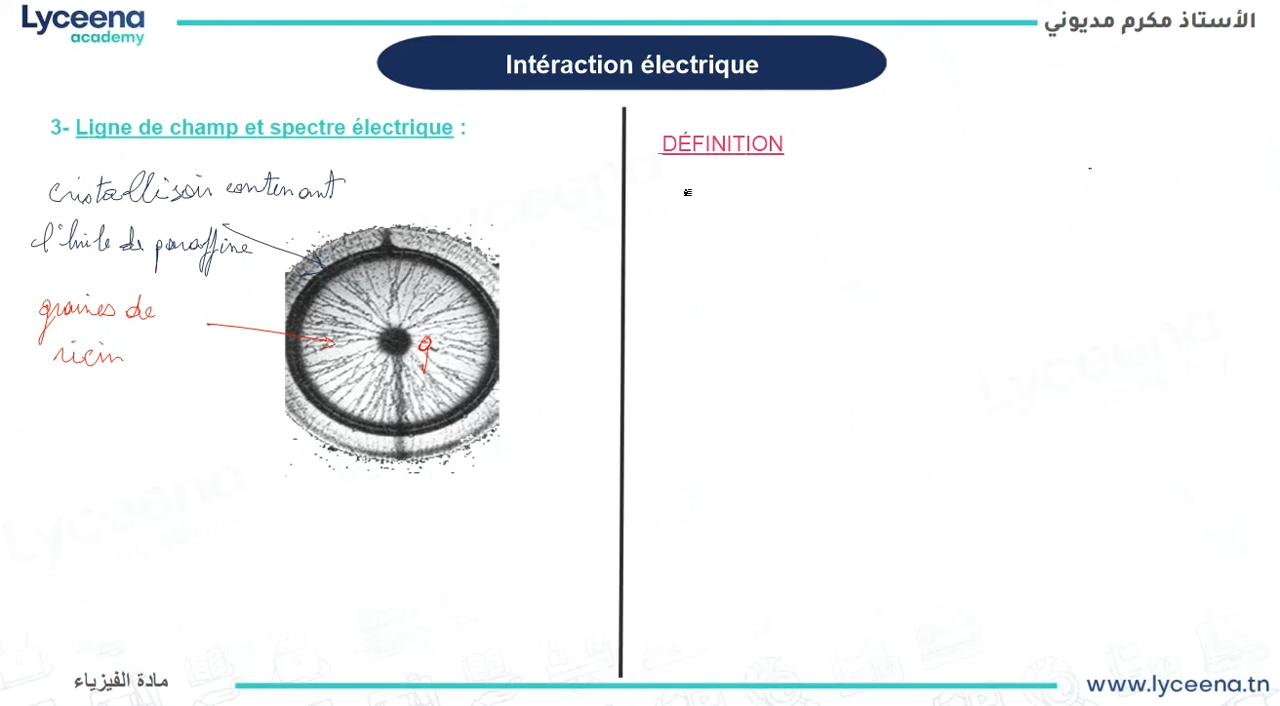 Lyceena
academy
الأستاذ مكرم مديوني
Intéraction électrique
3- Ligne de champ et spectre électrique :
cristallisoir contenant
l'huile de paraffine
graines de
ricin
q
DÉFINITION
مادة الفيزياء
www.lyceena.tn